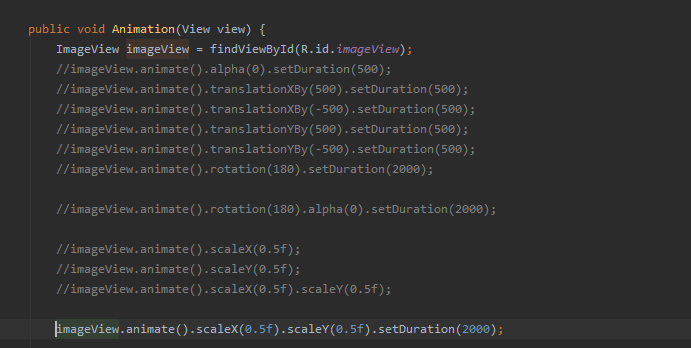 public void Animation(View view) {
ImageView imageView = findViewById(R.id.imageView);
//imageView.animate().alpha(0).setDuration(500);
//imageView.animate().translationXBy(500).setDuration(500);
//imageView.animate().translationXBy(-500).setDuration(500);
//imageView.animate().translationYBy(500).setDuration(500);
//imageView.animate().translationYBy(-500).setDuration(500);
//imageView.animate().rotation(180).setDuration(2000);
//imageView.animate().rotation(180).alpha(0).setDuration(2000);
//imageView.animate().scaleX(0.5f);
//imageView.animate().scaleY(0.5f);
//imageView.animate().scaleX(0.5f).scaleY(0.5f);
imageView.animate().scaleX(0.5f).scaleY(0.5f).setDuration(2000);